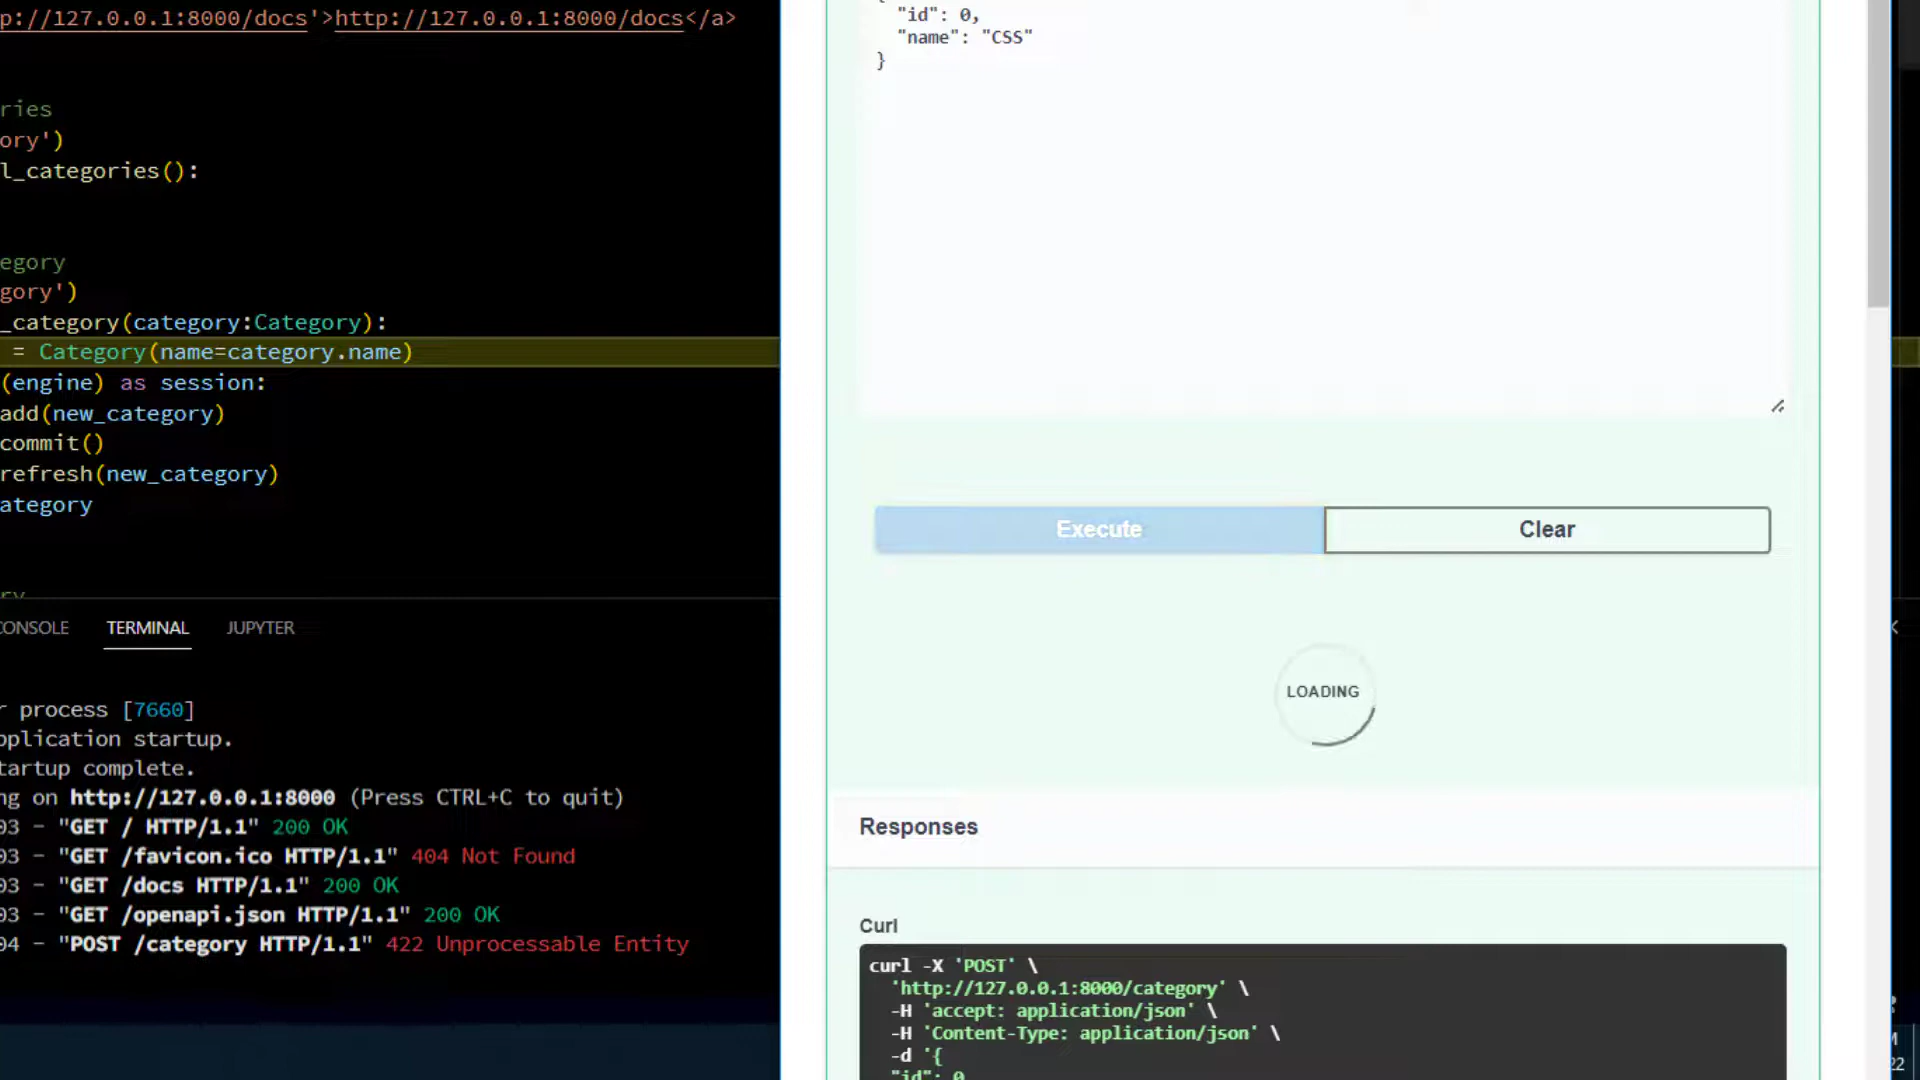 p://127.0.0.1:8000/docs'>http://127.0.0.1:8000/docs</a>
ries
ory')
l_categories():
egory
gory')
_category(category:Category):
= Category(name=category.name)
(engine) as session:
add(new_category)
commit()
refresh(new_category)
ategory
ry
CONSOLE TERMINAL JUPYTER
r process [7660]
pplication startup.
tartup complete.
ng on http://127.0.0.1:8000 (Press CTRL+C to quit)
03 - "GET / HTTP/1.1" 200 OK
03 - "GET /favicon.ico HTTP/1.1" 404 Not Found
03 - "GET /docs HTTP/1.1" 200 OK
03 - "GET /openapi.json HTTP/1.1" 200 OK
04 - "POST /category HTTP/1.1" 422 Unprocessable Entity
{
"id": 0,
"name": "CSS"
}
Execute
Clear
LOADING
Responses
Curl
curl -X 'POST' \
'http://127.0.0.1:8000/category' \
-H 'accept: application/json' \
-H 'Content-Type: application/json' \
-d '{
"id": 0
M
22